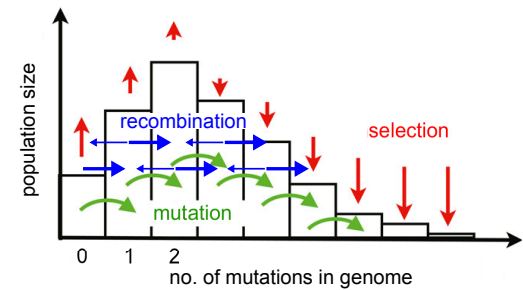 population size
recombination
selection
mutation
0 1 2
no. of mutations in genome